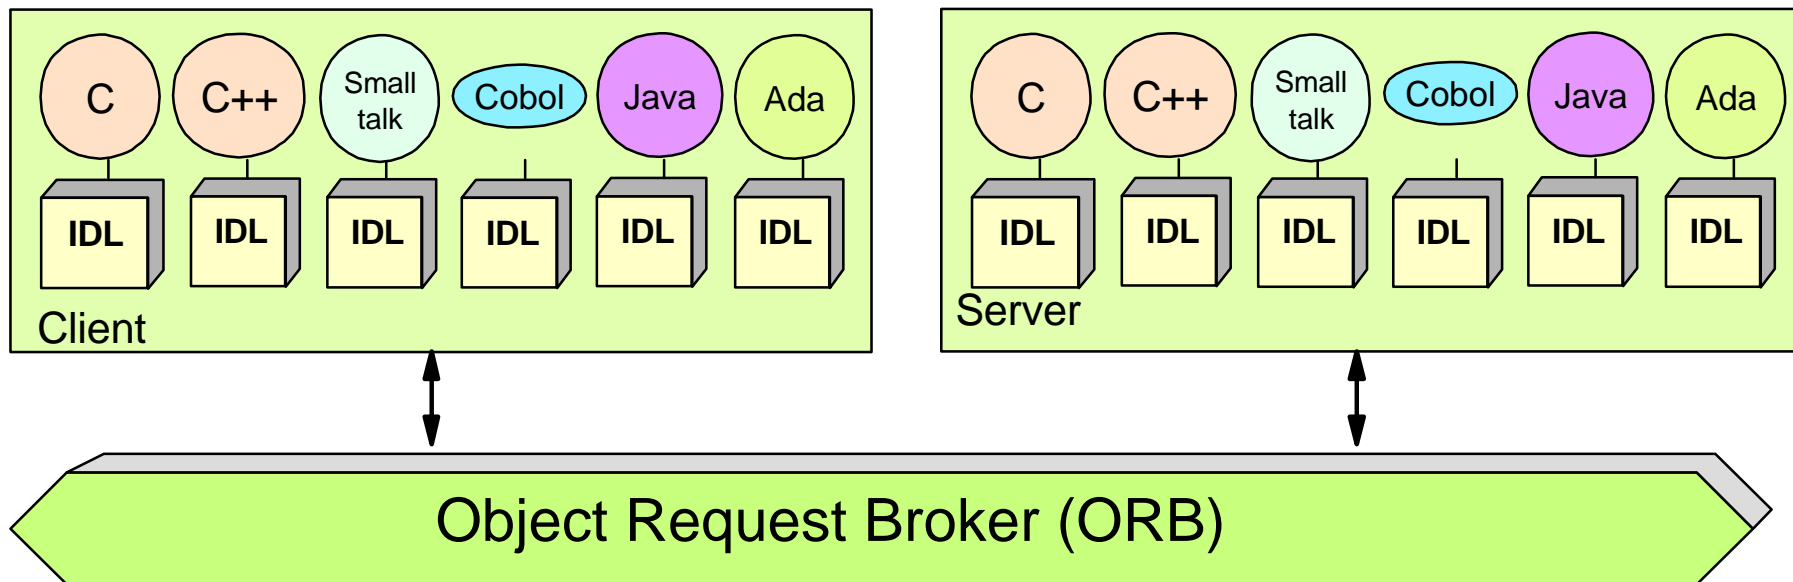 C
C++
Small
talk
Cobol
Java
Ada
IDL
IDL
IDL
IDL
IDL
IDL
Client
C
C++
Small
talk
Cobol
Java
Ada
IDL
IDL
IDL
IDL
IDL
IDL
Server
Object Request Broker (ORB)